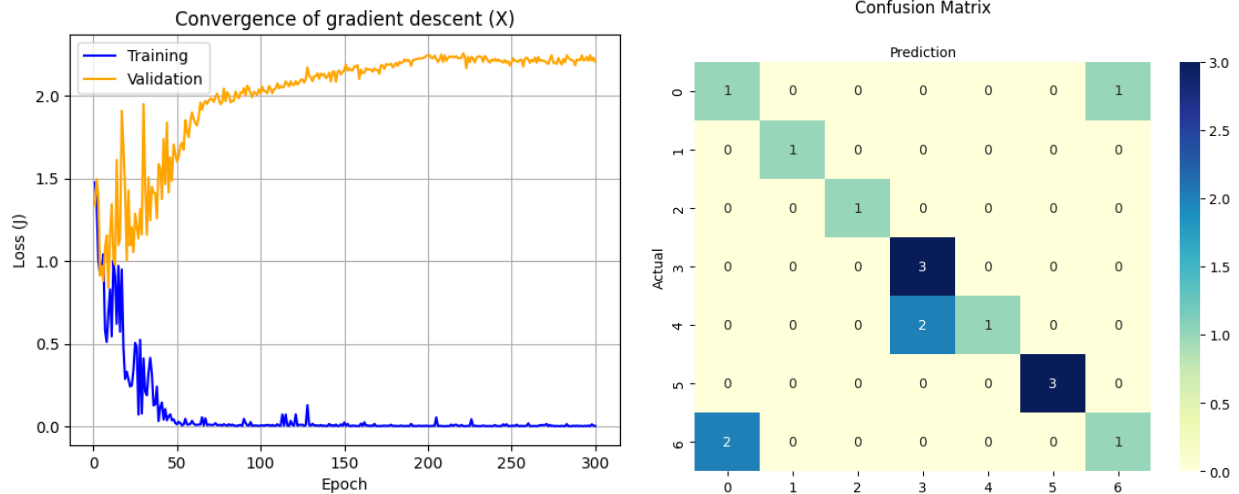 Convergence of gradient descent (X)
Training
Validation
Loss (J)
2.0
1.5
1.0
0.5
0.0
0 50 100 150 200 250 300
Epoch
Confusion Matrix
Prediction
Actual
0 1 0 0 0 0 0 1
1 0 1 0 0 0 0 0
2 0 0 1 0 0 0 0
3 0 0 0 3 0 0 0
4 0 0 0 2 1 0 0
5 0 0 0 0 0 3 0
6 2 0 0 0 0 0 1
0 1 2 3 4 5 6
3.0
2.5
2.0
1.5
1.0
0.5
0.0